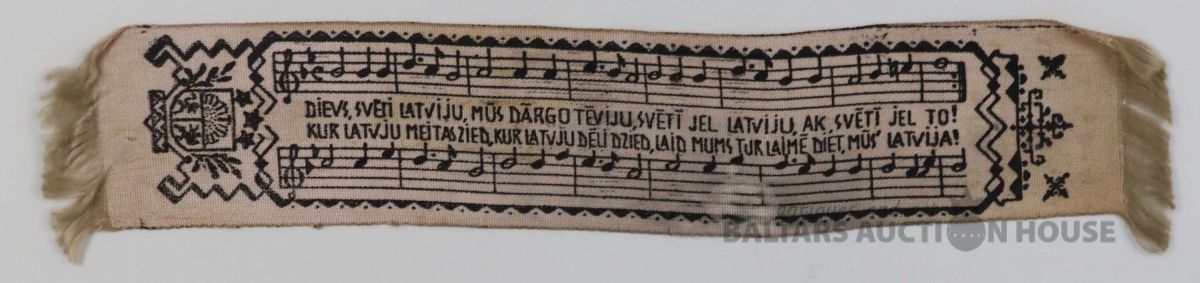 DIEVS, SVĒTĪ LATVIJU, MŪS DĀRGO TĒVIJU, SVĒTĪ JEL LATVIJU, AK, SVĒTĪ JEL TO!
KUR LATVJU MEITAS ZIED, KUR LATVJU DĒLI DZIED, LAID MUMS TUR LAIMĒ DIET, MŪS' LATVIJA!
BALTARS AUCTION HOUSE